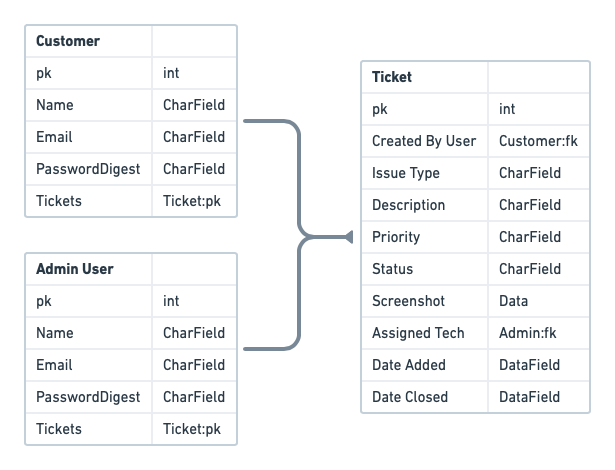 Customer
pk int
Name CharField
Email CharField
PasswordDigest CharField
Tickets Ticket:pk
Admin User
pk int
Name CharField
Email CharField
PasswordDigest CharField
Tickets Ticket:pk
Ticket
pk int
Created By User Customer:fk
Issue Type CharField
Description CharField
Priority CharField
Status CharField
Screenshot Data
Assigned Tech Admin:fk
Date Added DataField
Date Closed DataField